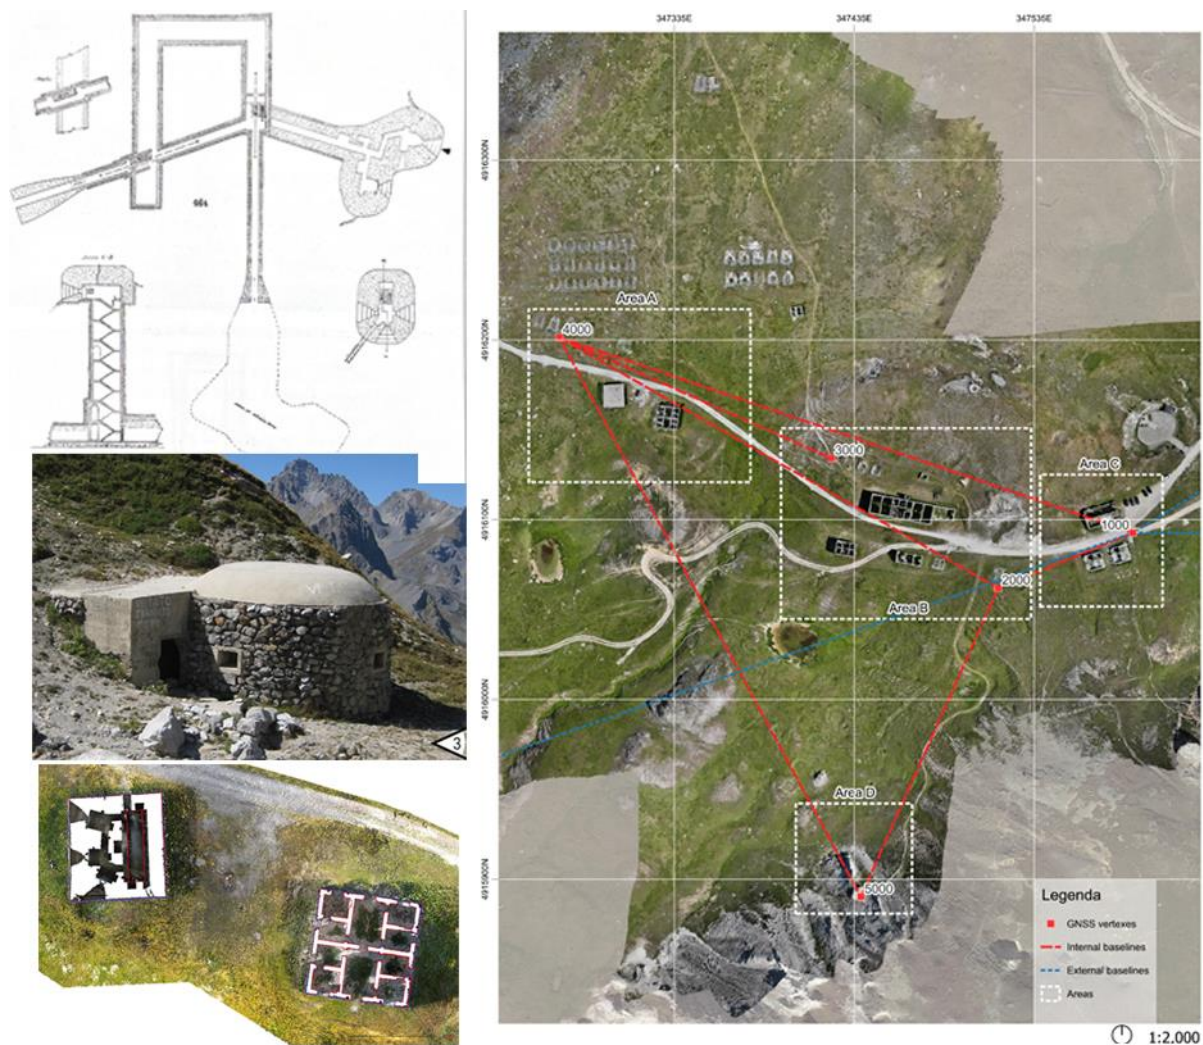 464
3
347335E
347435E
347535E
4916300N
4916200N
4916100N
4916000N
4915900N
Area A
4000
3000
Area C
1000
2000
Area B
Area D
5000
Legenda
GNSS vertexes
Internal baselines
External baselines
Areas
1:2.000